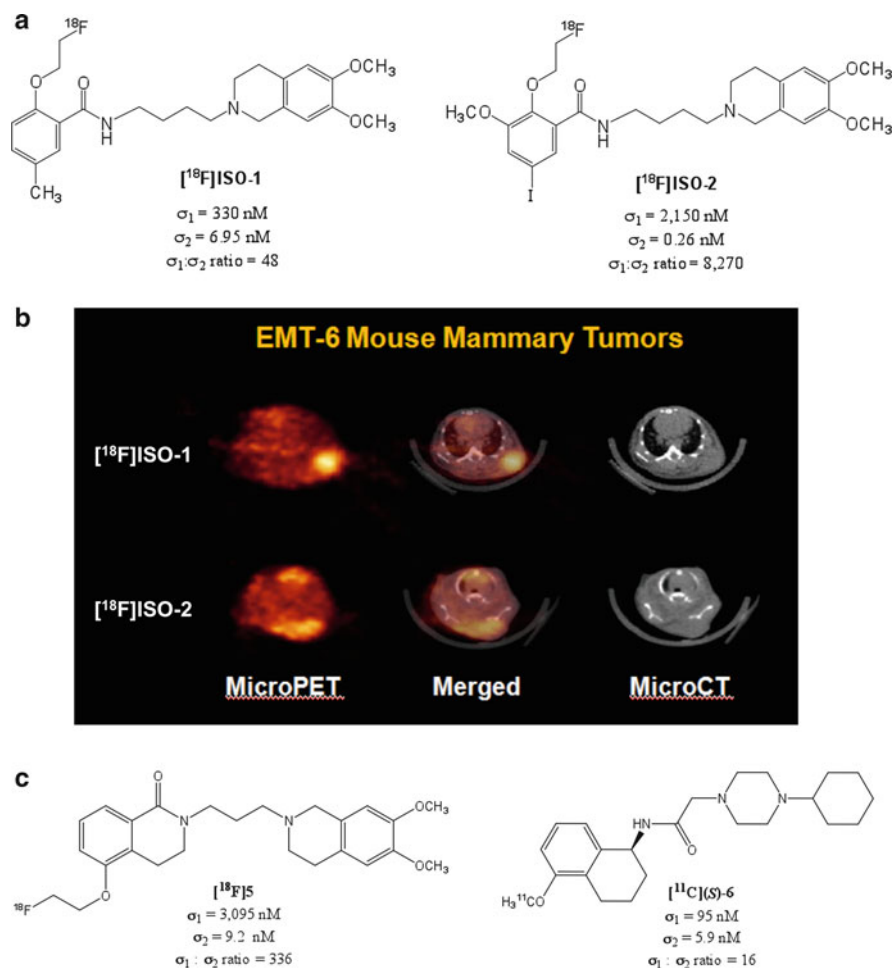 a
18F
O
O
N
H
N
OCH3
OCH3
CH3
[18F]ISO-1
σ1 = 330 nM
σ2 = 6.95 nM
σ1:σ2 ratio = 48
18F
OCH3
O
O
N
H
N
OCH3
OCH3
I
[18F]ISO-2
σ1 = 2,150 nM
σ2 = 0.26 nM
σ1:σ2 ratio = 8,270
b
EMT-6 Mouse Mammary Tumors
[18F]ISO-1
[18F]ISO-2
MicroPET Merged MicroCT
c
O
N
N
OCH3
OCH3
18F
O
[18F]5
σ1 = 3,095 nM
σ2 = 9.2 nM
σ1 : σ2 ratio = 336
HN
O
N
N
H311CO
[11C](S)-6
σ1 = 95 nM
σ2 = 5.9 nM
σ1 : σ2 ratio = 16